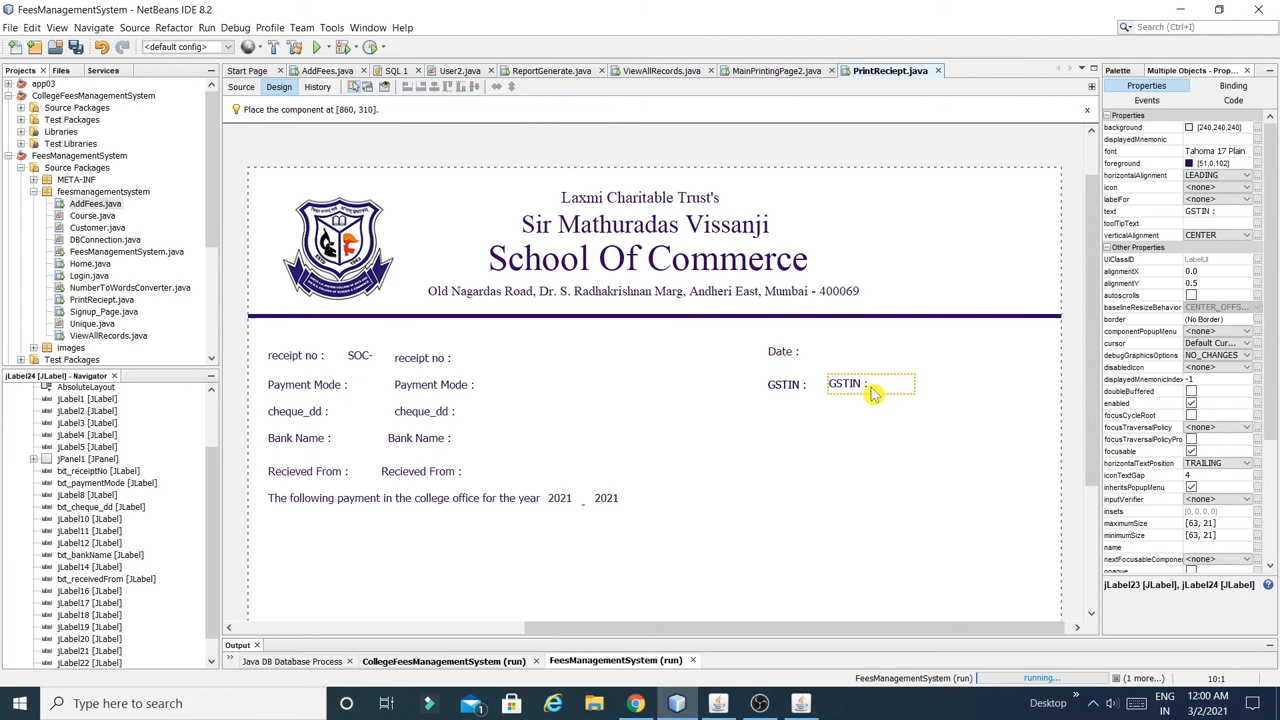 FeesManagementSystem - NetBeans IDE 8.2
File Edit View Navigate Source Refactor Run Debug Profile Team Tools Window Help
Search (Ctrl+I)
<default config>
Projects Files Services
Start Page AddFees.java SQL 1 User2.java ReportGenerate.java ViewAllRecords.java MainPrintingPage2.java PrintReciept.java
Palette Multiple Objects - Prop...
app03
CollegeFeesManagementSystem
Source Packages
Test Packages
Libraries
Test Libraries
FeesManagementSystem
Source Packages
META-INF
feesmanagementsystem
AddFees.java
Course.java
Customer.java
DBConnection.java
FeesManagementSystem.java
Home.java
Login.java
NumberToWordsConverter.java
PrintReciept.java
Signup_Page.java
Unique.java
ViewAllRecords.java
images
Test Packages
jLabel24 [JLabel] - Navigator
AbsoluteLayout
jLabel1 [JLabel]
jLabel2 [JLabel]
jLabel3 [JLabel]
jLabel4 [JLabel]
jLabel5 [JLabel]
jPanel1 [JPanel]
txt_receiptNo [JLabel]
txt_paymentMode [JLabel]
jLabel8 [JLabel]
txt_cheque_dd [JLabel]
jLabel10 [JLabel]
jLabel11 [JLabel]
jLabel12 [JLabel]
txt_bankName [JLabel]
jLabel14 [JLabel]
txt_receivedFrom [JLabel]
jLabel16 [JLabel]
jLabel17 [JLabel]
jLabel18 [JLabel]
jLabel19 [JLabel]
jLabel20 [JLabel]
jLabel21 [JLabel]
jLabel22 [JLabel]
Source Design History
Place the component at [860, 310].
Laxmi Charitable Trust's
Sir Mathuradas Vissanji
School Of Commerce
Old Nagardas Road, Dr. S. Radhakrishnan Marg, Andheri East, Mumbai - 400069
receipt no : SOC- receipt no : Date :
Payment Mode : Payment Mode : GSTIN : GSTIN :
cheque_dd : cheque_dd :
Bank Name : Bank Name :
Recieved From : Recieved From :
The following payment in the college office for the year 2021 - 2021
Properties Binding
Events Code
Properties
background [240,240,240]
displayedMnemonic
font Tahoma 17 Plain
foreground [51,0,102]
horizontalAlignment LEADING
icon <none>
labelFor <none>
text GSTIN :
toolTipText
verticalAlignment CENTER
Other Properties
UIClassID LabelUI
alignmentX 0.0
alignmentY 0.5
autoscrolls
baselineResizeBehavior CENTER_OFFS...
border (No Border)
componentPopupMenu <none>
cursor Default Cur...
debugGraphicsOptions NO_CHANGES
disabledIcon <none>
displayedMnemonicIndex -1
doubleBuffered
enabled
focusCycleRoot
focusTraversalPolicy
focusTraversalPolicyPro
focusable
horizontalTextPosition TRAILING
iconTextGap 4
inheritsPopupMenu
inputVerifier <none>
insets [0, 0, 0, 0]
maximumSize [63, 21]
minimumSize [63, 21]
name
nextFocusableComponen <none>
opaque
jLabel23 [JLabel], jLabel24 [JLabel]
Output
Java DB Database Process CollegeFeesManagementSystem (run) FeesManagementSystem (run)
FeesManagementSystem (run) running... (1 more...) 10:1
Type here to search
Desktop
ENG
IN
12:00 AM
3/2/2021